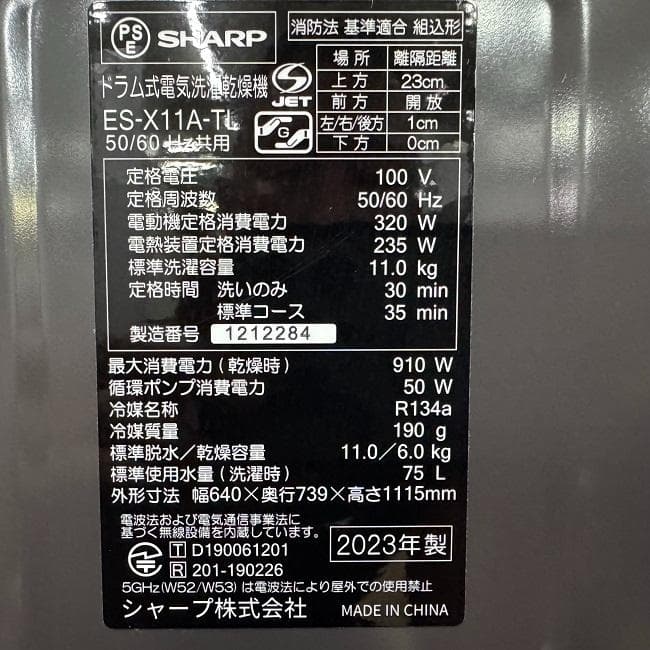 PSE SHARP
消防法 基準適合 組込形
場所 離隔距離
上方 23cm
前方 開放
左/右/後方 1cm
下方 0cm
ドラム式電気洗濯乾燥機
JET
ES-X11A-TL
50/60 Hz共用
G
定格電圧 100 V
定格周波数 50/60 Hz
電動機定格消費電力 320 W
電熱装置定格消費電力 235 W
標準洗濯容量 11.0 kg
定格時間 洗いのみ 30 min
標準コース 35 min
製造番号 1212284
最大消費電力(乾燥時) 910 W
循環ポンプ消費電力 50 W
冷媒名称 R134a
冷媒質量 190 g
標準脱水/乾燥容量 11.0/6.0 kg
標準使用水量(洗濯時) 75 L
外形寸法 幅640×奥行739×高さ1115mm
電波法および電気通信事業法に
基づく無線設備を内蔵しています。
T D190061201
R 201-190226
2023年製
5GHz(W52/W53)は電波法により屋外での使用禁止
シャープ株式会社 MADE IN CHINA